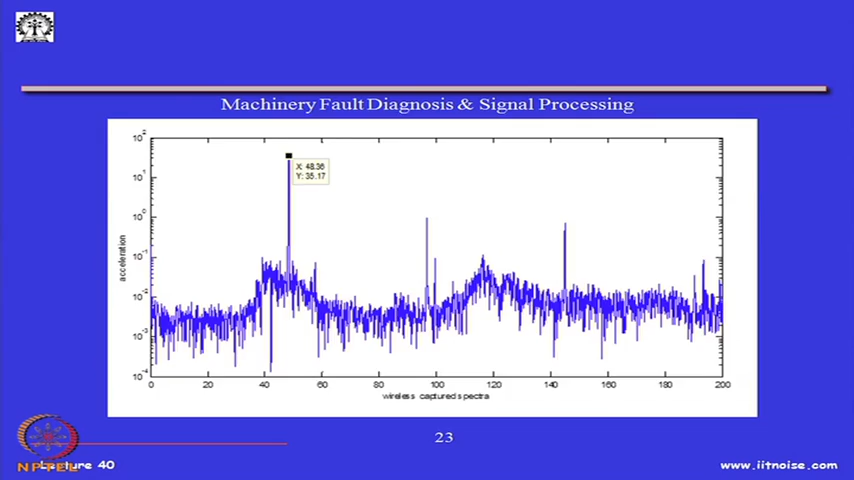 Machinery Fault Diagnosis & Signal Processing
10²
10¹
10⁰
10⁻¹
10⁻²
10⁻³
10⁻⁴
acceleration
X: 48.36
Y: 35.17
0 20 40 60 80 100 120 140 160 180 200
wireless captured spectra
23
NPTEL
Lecture 40
www.iitnoise.com